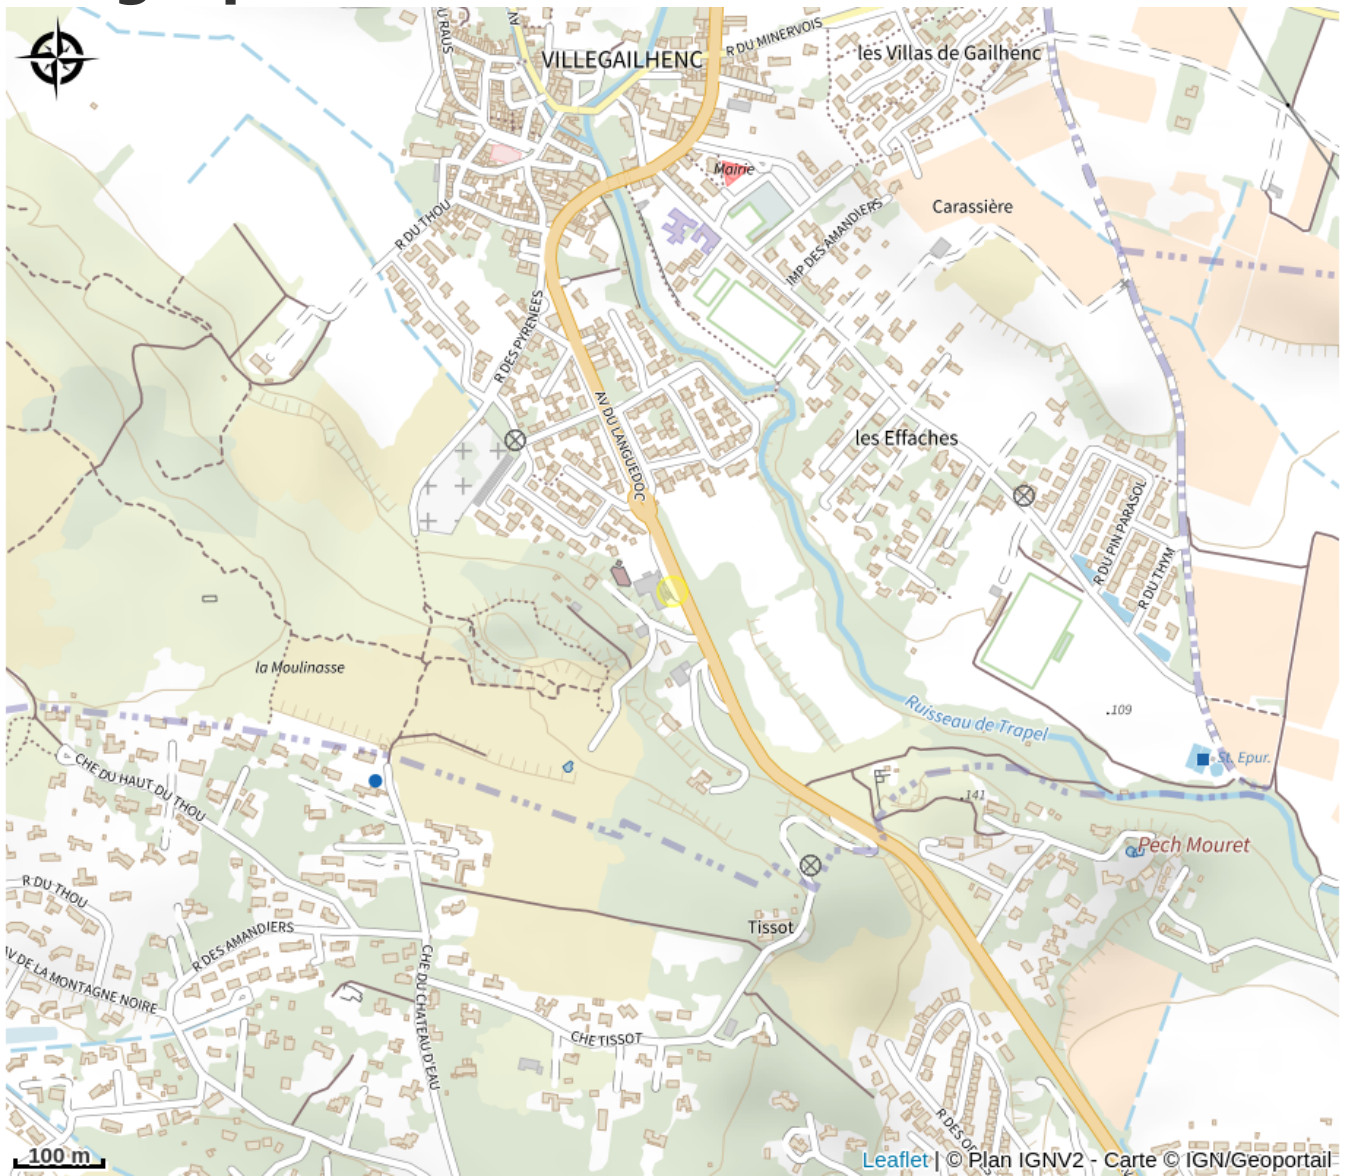 R DU MINERVOIS
VILLEGAILHENC
les Villas de Gailhenc
AV
Mairie
R DU THOU
IMP DES AMANDIERS
Carassière
R DES PYRENEES
AV DU LANGUEDOC
les Effaches
R DU PIN PARASOL
R DU THYM
la Moulinasse
Ruisseau de Trapel
109
St. Epur.
CHE DU HAUT DU THOU
141
Pech Mouret
R DU THOU
Tissot
R DES AMANDIERS
AV DE LA MONTAGNE NOIRE
CHE DU CHATEAU D'EAU
CHE TISSOT
100 m
Leaflet | © Plan IGNV2 - Carte © IGN/Geoportail